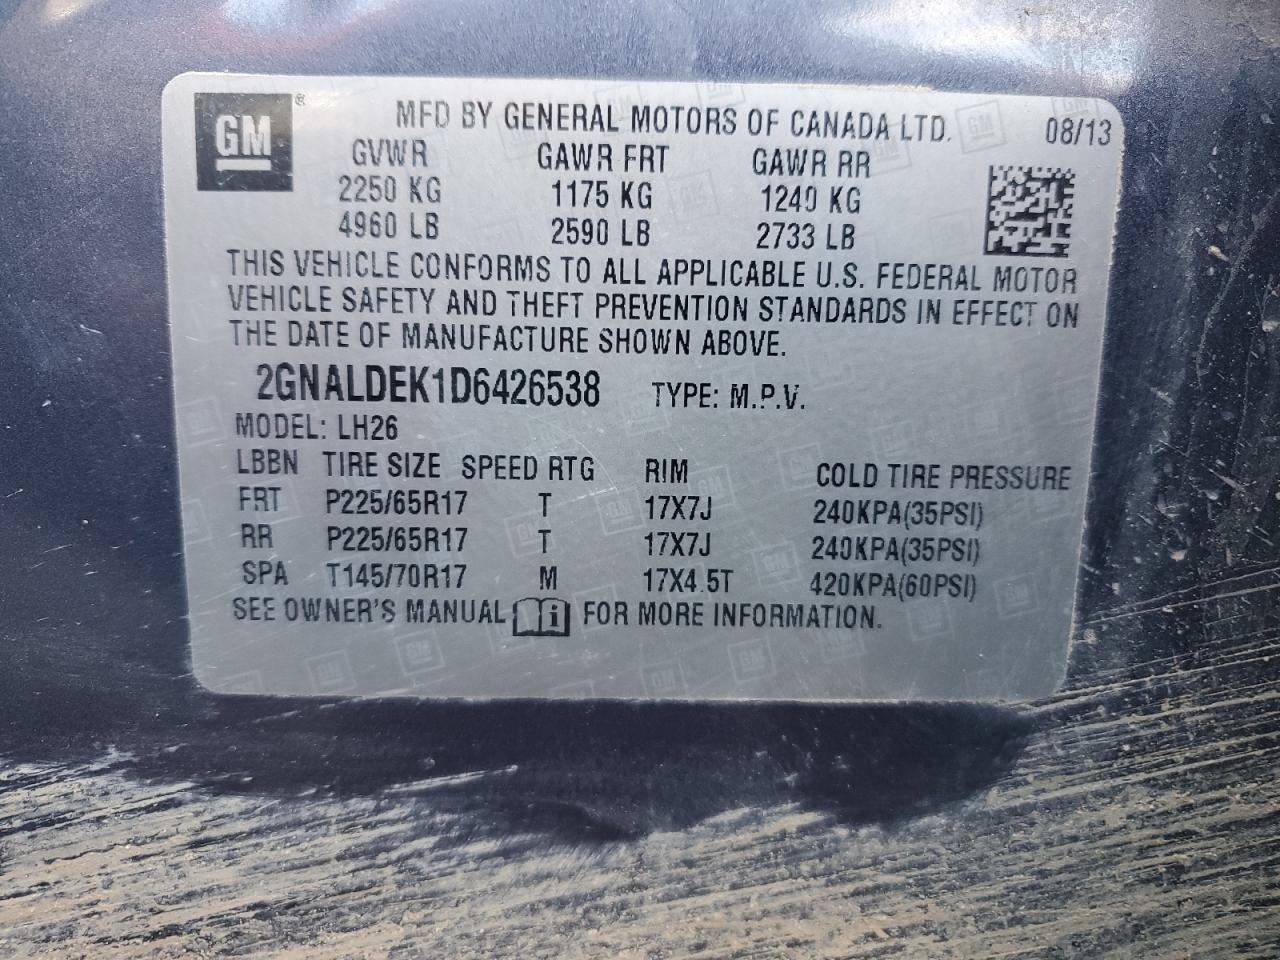 GM® MFD BY GENERAL MOTORS OF CANADA LTD. 08/13
GVWR GAWR FRT GAWR RR
2250 KG 1175 KG 1240 KG
4960 LB 2590 LB 2733 LB
THIS VEHICLE CONFORMS TO ALL APPLICABLE U.S. FEDERAL MOTOR
VEHICLE SAFETY AND THEFT PREVENTION STANDARDS IN EFFECT ON
THE DATE OF MANUFACTURE SHOWN ABOVE.
2GNALDEK1D6426538 TYPE: M.P.V.
MODEL: LH26
LBBN TIRE SIZE SPEED RTG RIM COLD TIRE PRESSURE
FRT P225/65R17 T 17X7J 240KPA(35PSI)
RR P225/65R17 T 17X7J 240KPA(35PSI)
SPA T145/70R17 M 17X4.5T 420KPA(60PSI)
SEE OWNER'S MANUAL i FOR MORE INFORMATION.